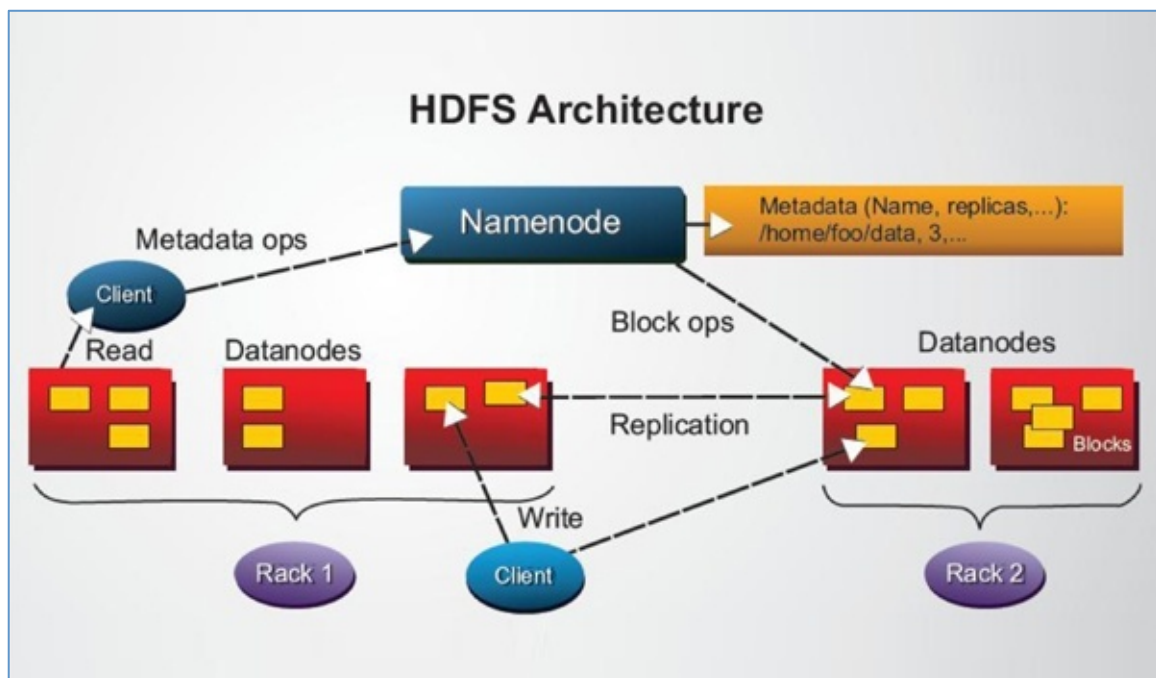 HDFS Architecture
Namenode
Metadata (Name, replicas,...):
/home/foo/data, 3,...
Metadata ops
Client
Block ops
Read
Datanodes
Datanodes
Replication
Blocks
Write
Rack 1
Client
Rack 2